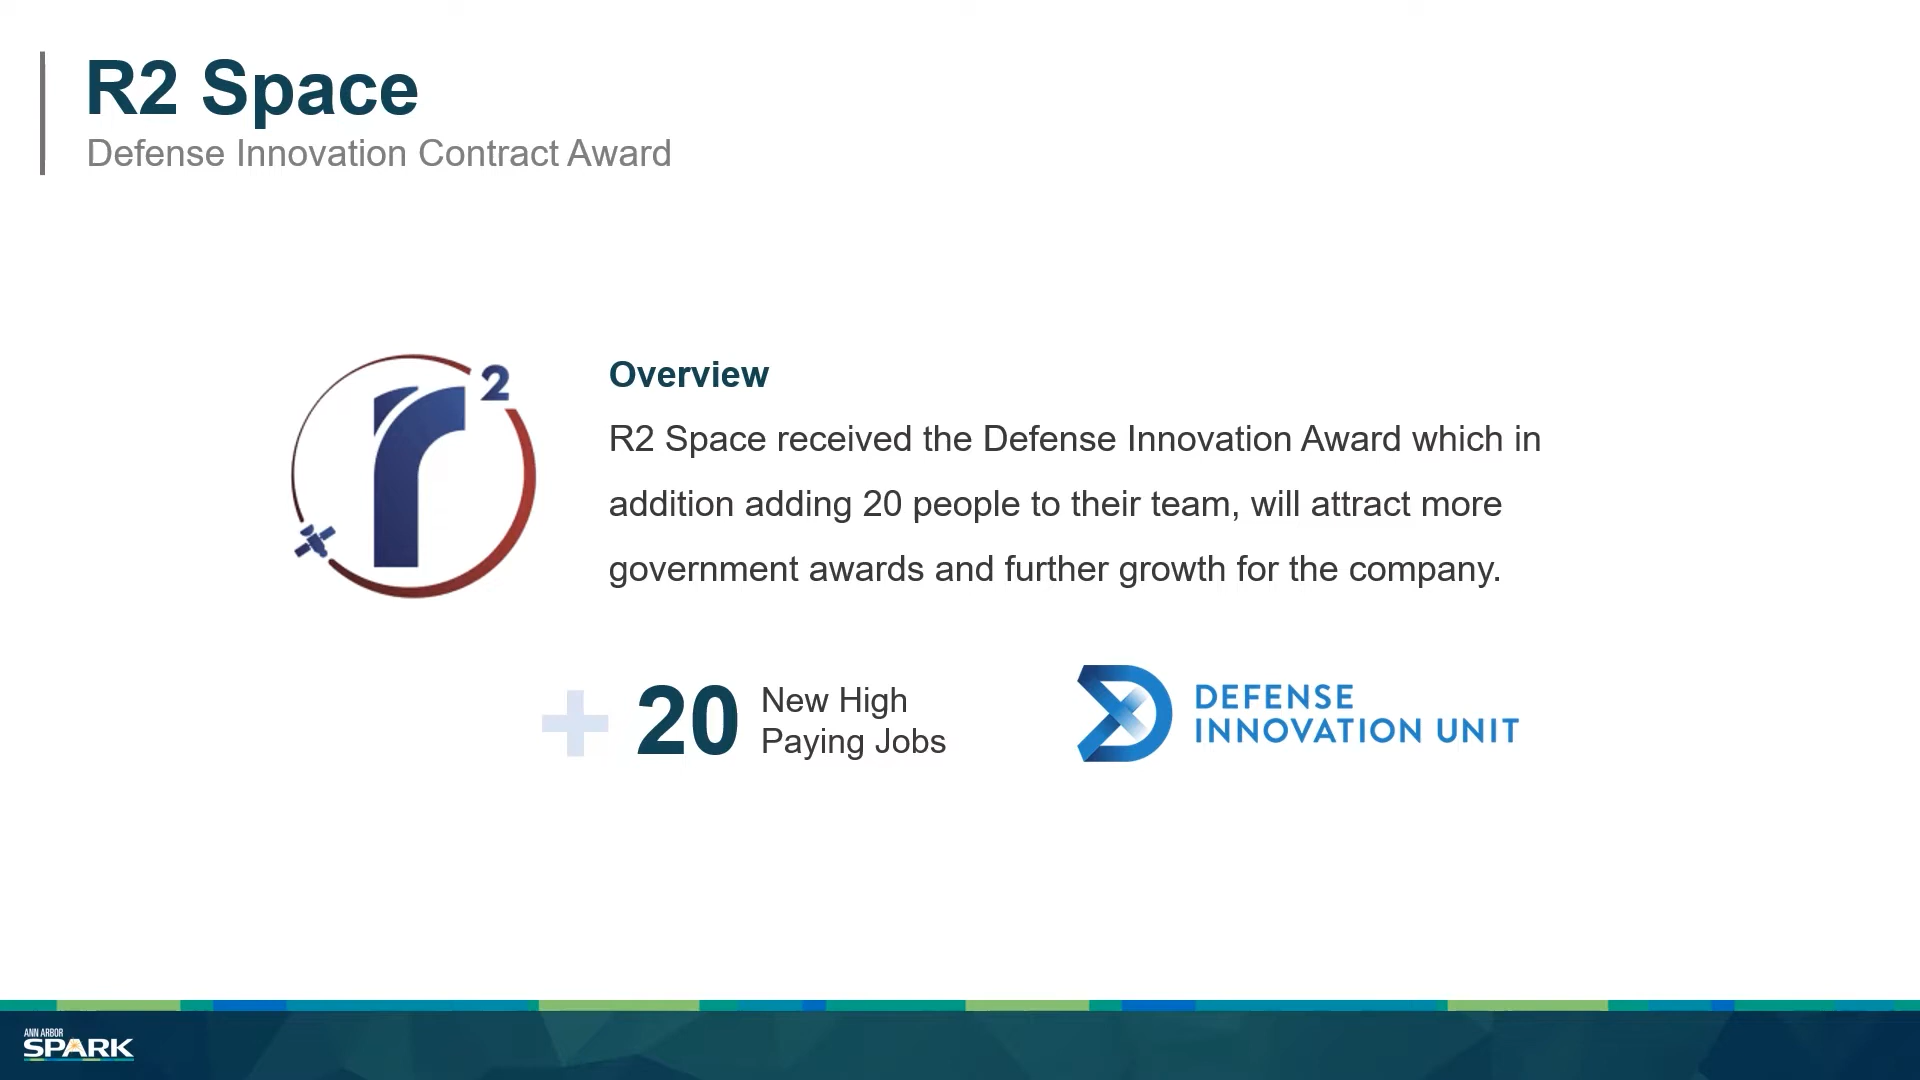 R2 Space
Defense Innovation Contract Award
r2
Overview
R2 Space received the Defense Innovation Award which in
addition adding 20 people to their team, will attract more
government awards and further growth for the company.
+ 20 New High
Paying Jobs
DEFENSE
INNOVATION UNIT
ANN ARBOR
SPARK